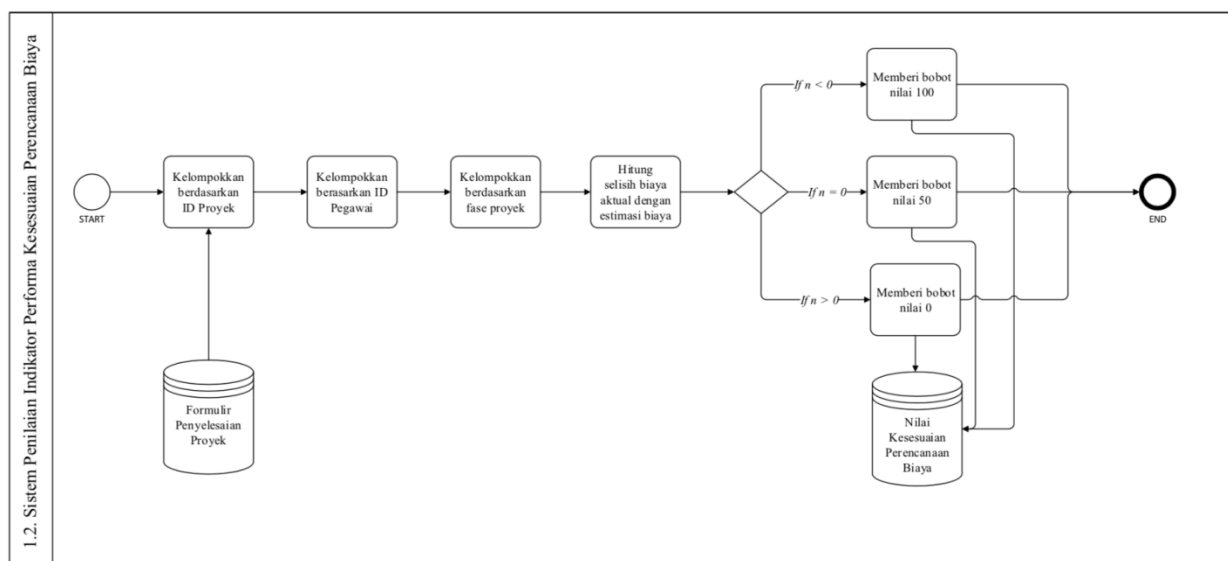 1.2. Sistem Penilaian Indikator Performa Kesesuaian Perencanaan Biaya
START
Kelompokkan
berdasarkan
ID Proyek
Kelompokkan
berasarkan ID
Pegawai
Kelompokkan
berdasarkan
fase proyek
Hitung
selisih biaya
aktual dengan
estimasi biaya
If n < 0
Memberi bobot
nilai 100
If n = 0
Memberi bobot
nilai 50
If n > 0
Memberi bobot
nilai 0
END
Formulir
Penyelesaian
Proyek
Nilai
Kesesuaian
Perencanaan
Biaya